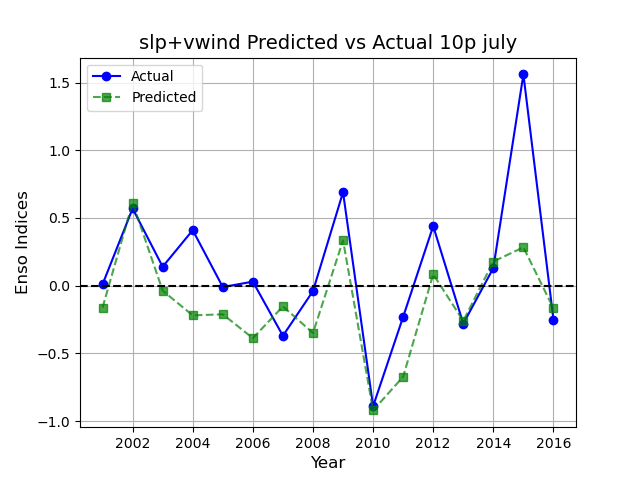 slp+vwind Predicted vs Actual 10p july
Actual
Predicted
Enso Indices
1.5
1.0
0.5
0.0
−0.5
−1.0
2002 2004 2006 2008 2010 2012 2014 2016
Year